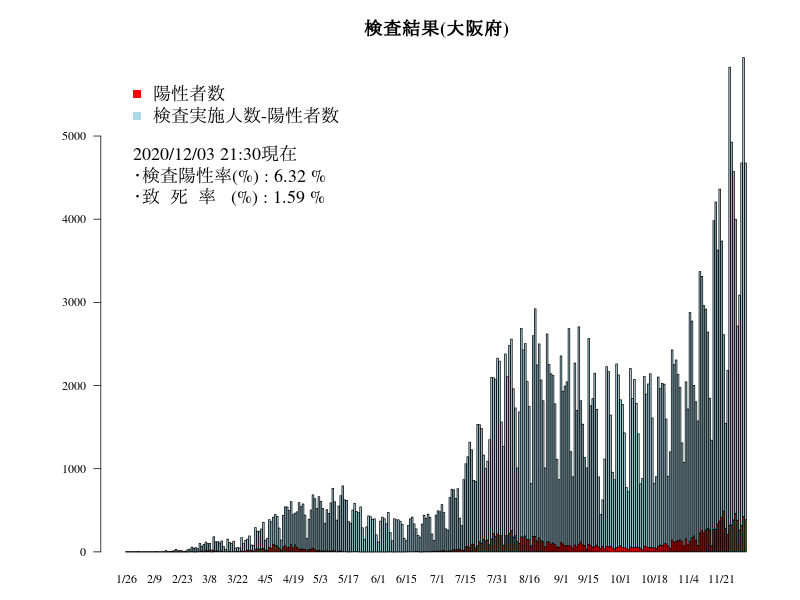 検査結果(大阪府)
陽性者数
検査実施人数-陽性者数
2020/12/03 21:30現在
・検査陽性率(%) : 6.32 %
・致 死 率 (%) : 1.59 %
5000
4000
3000
2000
1000
0
1/26 2/9 2/23 3/8 3/22 4/5 4/19 5/3 5/17 6/1 6/15 7/1 7/15 7/31 8/16 9/1 9/15 10/1 10/18 11/4 11/21